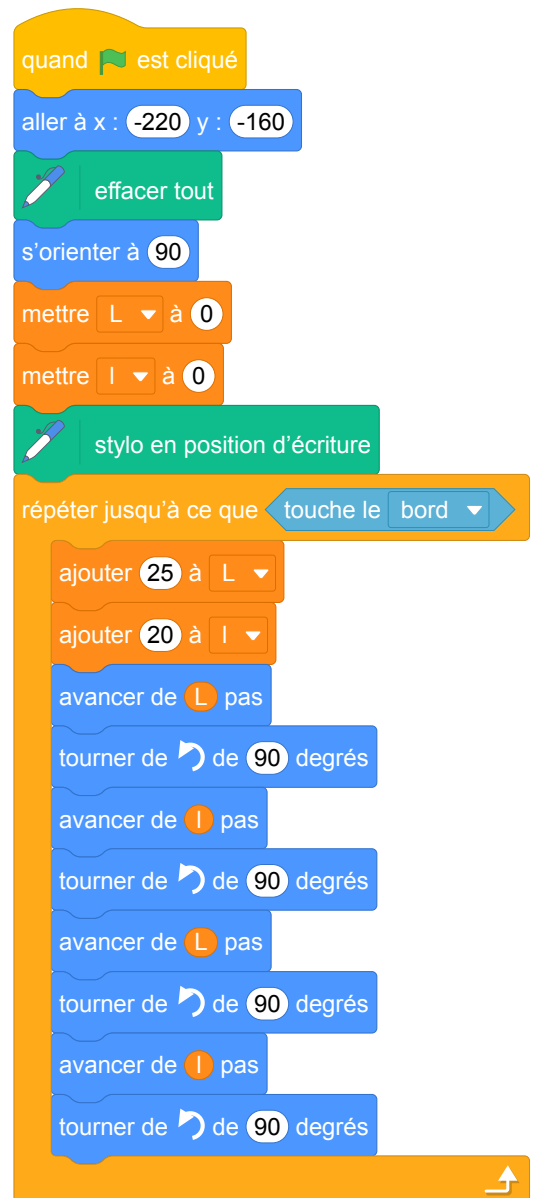 quand est cliqué
aller à x : -220 y : -160
effacer tout
s’orienter à 90
mettre L à 0
mettre l à 0
stylo en position d’écriture
répéter jusqu’à ce que touche le bord
ajouter 25 à L
ajouter 20 à l
avancer de L pas
tourner de de 90 degrés
avancer de l pas
tourner de de 90 degrés
avancer de L pas
tourner de de 90 degrés
avancer de l pas
tourner de de 90 degrés